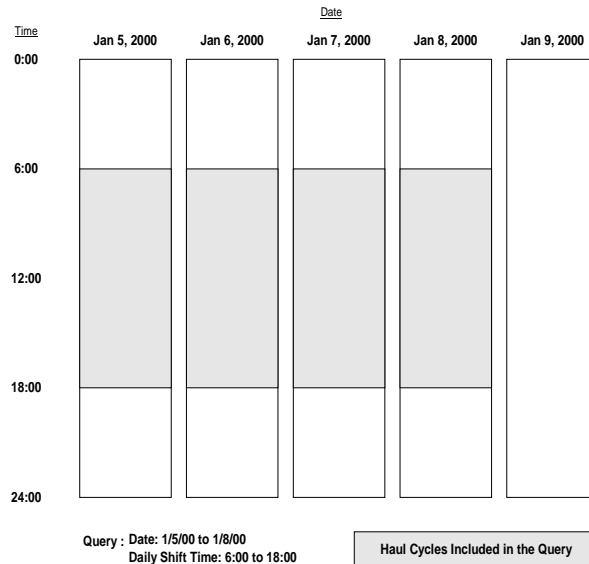 Date
Time
Jan 5, 2000 Jan 6, 2000 Jan 7, 2000 Jan 8, 2000 Jan 9, 2000
0:00
6:00
12:00
18:00
24:00
Query : Date: 1/5/00 to 1/8/00
Daily Shift Time: 6:00 to 18:00
Haul Cycles Included in the Query